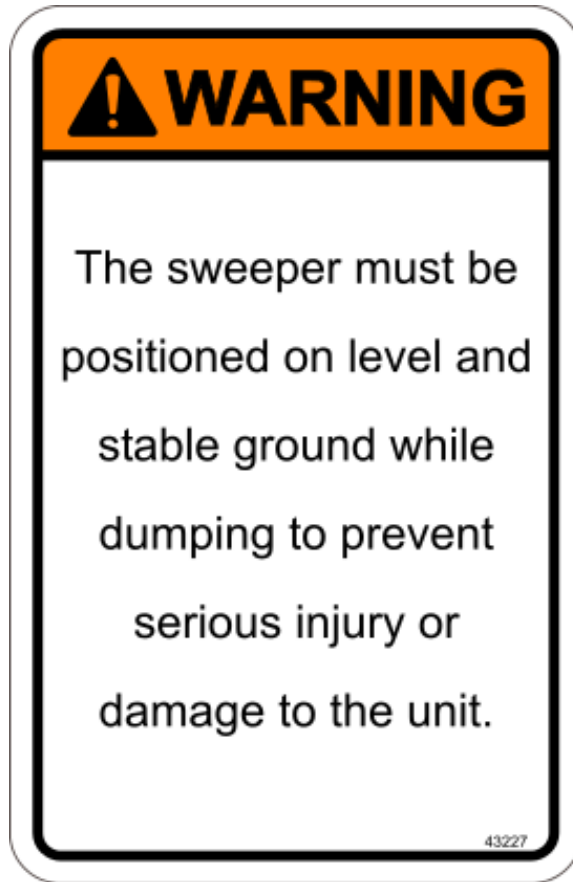 WARNING
The sweeper must be
positioned on level and
stable ground while
dumping to prevent
serious injury or
damage to the unit.
43227